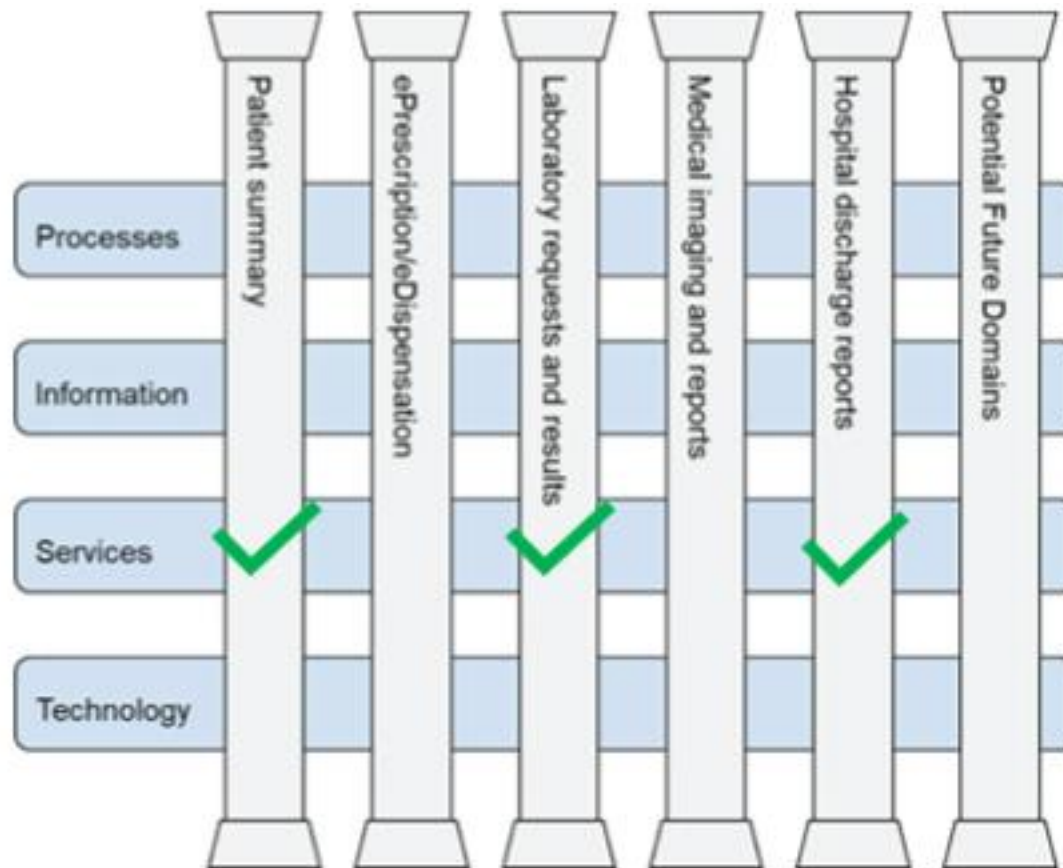 Patient summary
ePrescription/eDispensation
Laboratory requests and results
Medical imaging and reports
Hospital discharge reports
Potential Future Domains
Processes
Information
Services
Technology